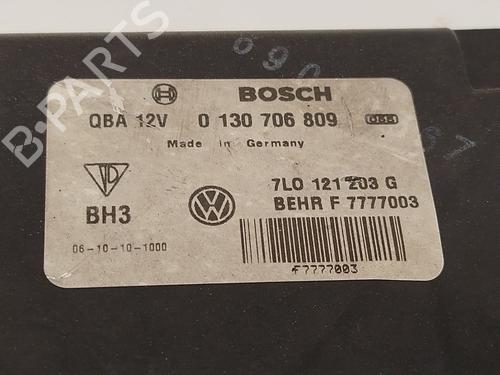 BOSCH
QBA 12V 0 130 706 809
Made in Germany
7L0 121 203 G
BH3
BEHR F 7777003
06-10-10-1000
F7777003
B-PARTS